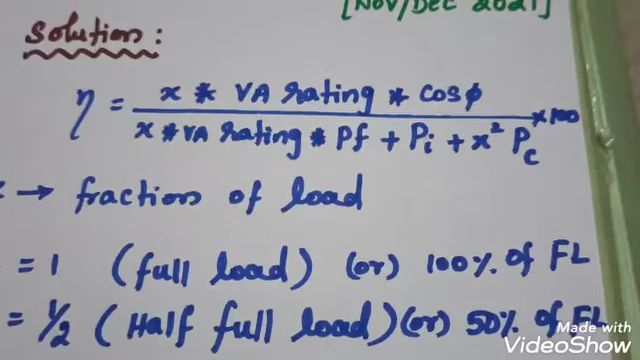 [Nov/Dec 2021]
Solution:
η = x * VA rating * cosϕ / x * VA rating * Pf + Pi + x² Pc × 100
x → fraction of load
= 1 (full load) (or) 100% of FL
= 1/2 (Half full load) (or) 50% of FL
Made with
VideoShow